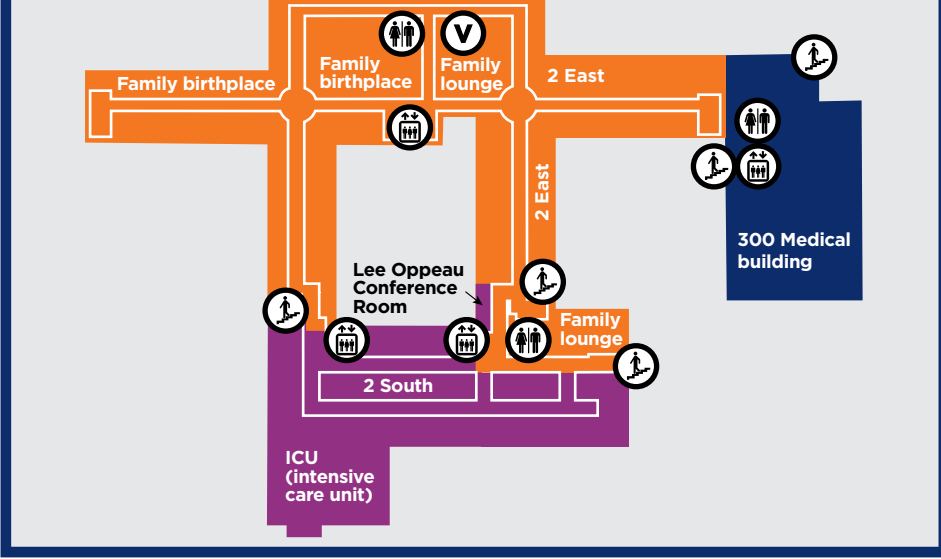 V
Family birthplace
Family
birthplace
Family
lounge
2 East
2 East
300 Medical
building
Lee Oppeau
Conference
Room
Family
lounge
2 South
ICU
(intensive
care unit)